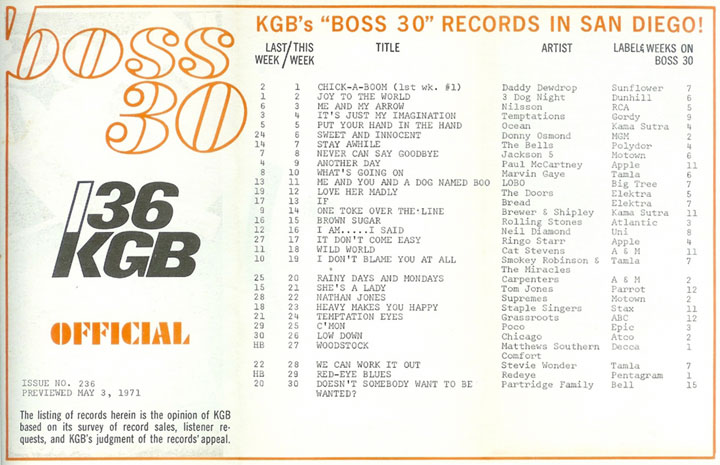 boss
30
136
KGB
OFFICIAL
ISSUE NO. 236
PREVIEWED MAY 3, 1971
The listing of records herein is the opinion of KGB
based on its survey of record sales, listener re-
quests, and KGB's judgment of the records' appeal.
KGB's "BOSS 30" RECORDS IN SAN DIEGO!
LAST/THIS TITLE ARTIST LABEL & WEEKS ON
WEEK/WEEK BOSS 30
2 1 CHICK-A-BOOM (1st wk. #1) Daddy Dewdrop Sunflower 7
1 2 JOY TO THE WORLD 3 Dog Night Dunhill 6
6 3 ME AND MY ARROW Nilsson RCA 5
3 4 IT'S JUST MY IMAGINATION Temptations Gordy 9
5 5 PUT YOUR HAND IN THE HAND Ocean Kama Sutra 4
24 6 SWEET AND INNOCENT Donny Osmond MGM 2
14 7 STAY AWHILE The Bells Polydor 4
7 8 NEVER CAN SAY GOODBYE Jackson 5 Motown 6
4 9 ANOTHER DAY Paul McCartney Apple 11
8 10 WHAT'S GOING ON Marvin Gaye Tamla 6
13 11 ME AND YOU AND A DOG NAMED BOO LOBO Big Tree 7
19 12 LOVE HER MADLY The Doors Elektra 5
17 13 IF Bread Elektra 7
9 14 ONE TOKE OVER THE LINE Brewer & Shipley Kama Sutra 11
16 15 BROWN SUGAR Rolling Stones Atlantic 3
12 16 I AM.....I SAID Neil Diamond Uni 8
27 17 IT DON'T COME EASY Ringo Starr Apple 4
11 18 WILD WORLD Cat Stevens A & M 11
10 19 I DON'T BLAME YOU AT ALL Smokey Robinson & Tamla 7
The Miracles
25 20 RAINY DAYS AND MONDAYS Carpenters A & M 2
15 21 SHE'S A LADY Tom Jones Parrot 12
28 22 NATHAN JONES Supremes Motown 2
18 23 HEAVY MAKES YOU HAPPY Staple Singers Stax 11
21 24 TEMPTATION EYES Grassroots ABC 12
29 25 C'MON Poco Epic 3
30 26 LOW DOWN Chicago Atco 2
HB 27 WOODSTOCK Matthews Southern Decca 1
Comfort
22 28 WE CAN WORK IT OUT Stevie Wonder Tamla 7
HB 29 RED-EYE BLUES Redeye Pentagram 1
20 30 DOESN'T SOMEBODY WANT TO BE Partridge Family Bell 15
WANTED?